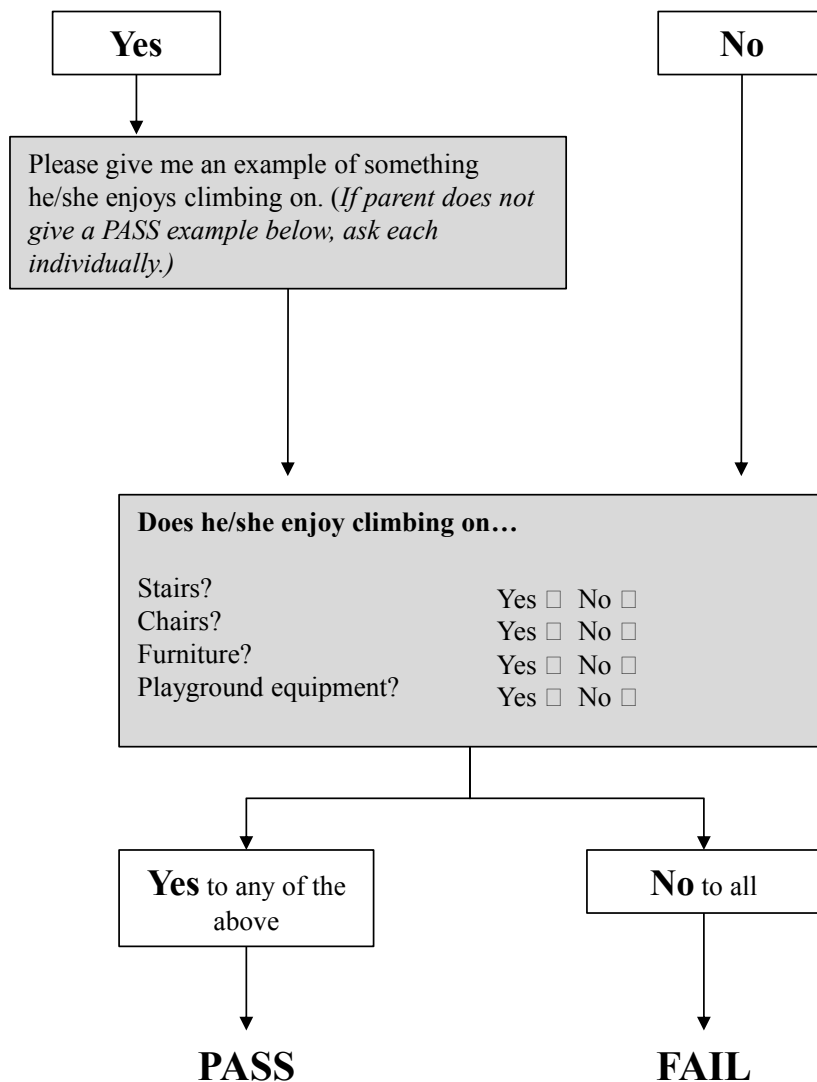 Yes
No
Please give me an example of something
he/she enjoys climbing on. (If parent does not
give a PASS example below, ask each
individually.)
Does he/she enjoy climbing on…
Stairs? Yes □ No □
Chairs? Yes □ No □
Furniture? Yes □ No □
Playground equipment? Yes □ No □
Yes to any of the
above
No to all
PASS
FAIL